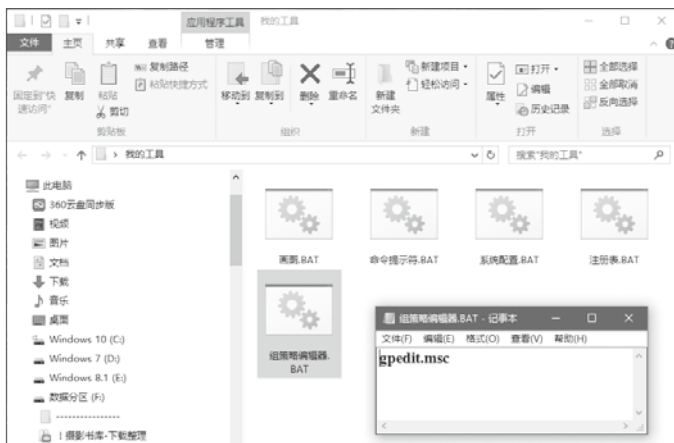 应用程序工具 我的工具
文件 主页 共享 查看 管理
固定到"快速访问"
复制
粘贴
复制路径
粘贴快捷方式
剪切
剪贴板
移动到 复制到 删除 重命名
组织
新建
文件夹
新建项目
轻松访问
新建
属性
打开
编辑
历史记录
打开
全部选择
全部取消
反向选择
选择
我的工具
搜索"我的工具"
此电脑
360云盘同步版
视频
图片
文档
下载
音乐
桌面
Windows 10 (C:)
Windows 7 (D:)
Windows 8.1 (E:)
数据分区 (F:)
----------------
！摄影书库-下载整理
画图.BAT
命令提示符.BAT
系统配置.BAT
注册表.BAT
组策略编辑器.
BAT
组策略编辑器.BAT - 记事本
文件(F) 编辑(E) 格式(O) 查看(V) 帮助(H)
gpedit.msc